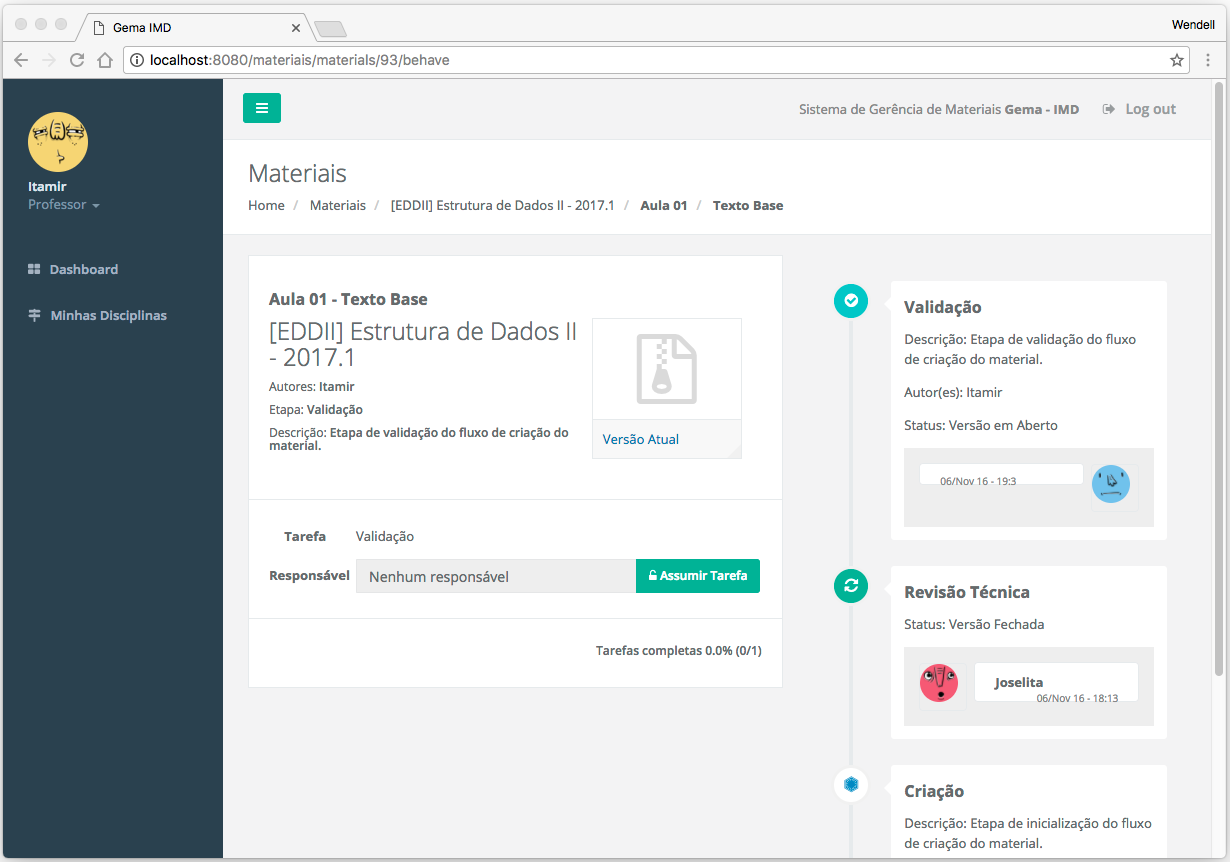 Gema IMD
Wendell
localhost:8080/materiais/materials/93/behave
Sistema de Gerência de Materiais Gema - IMD
Log out
Itamir
Professor
Dashboard
Minhas Disciplinas
Materiais
Home / Materiais / [EDDII] Estrutura de Dados II - 2017.1 / Aula 01 / Texto Base
Aula 01 - Texto Base
[EDDII] Estrutura de Dados II
- 2017.1
Autores: Itamir
Etapa: Validação
Descrição: Etapa de validação do fluxo de criação do
material.
Versão Atual
Tarefa Validação
Responsável Nenhum responsável Assumir Tarefa
Tarefas completas 0.0% (0/1)
Validação
Descrição: Etapa de validação do fluxo
de criação do material.
Autor(es): Itamir
Status: Versão em Aberto
06/Nov 16 - 19:3
Revisão Técnica
Status: Versão Fechada
Joselita
06/Nov 16 - 18:13
Criação
Descrição: Etapa de inicialização do fluxo
de criação do material.